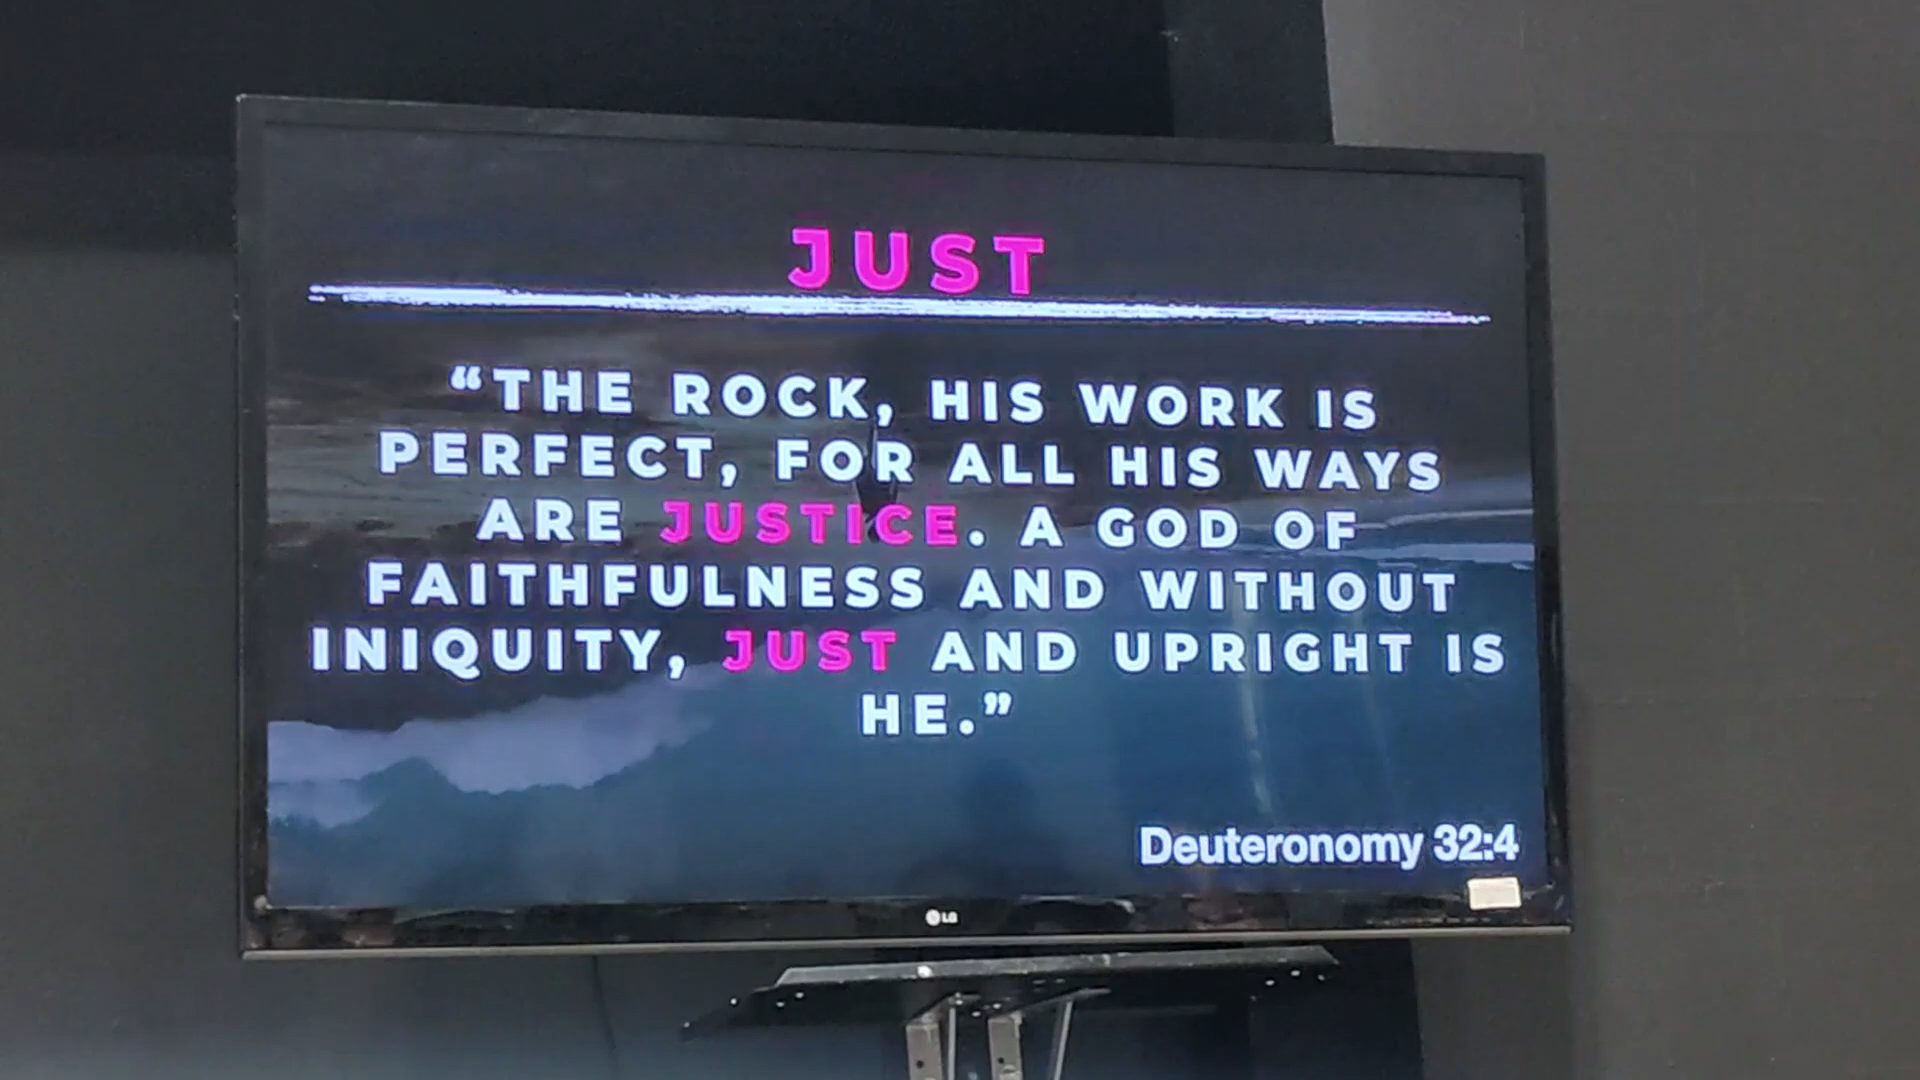 JUST
“THE ROCK, HIS WORK IS
PERFECT, FOR ALL HIS WAYS
ARE JUSTICE. A GOD OF
FAITHFULNESS AND WITHOUT
INIQUITY, JUST AND UPRIGHT IS
HE.”
Deuteronomy 32:4
LG